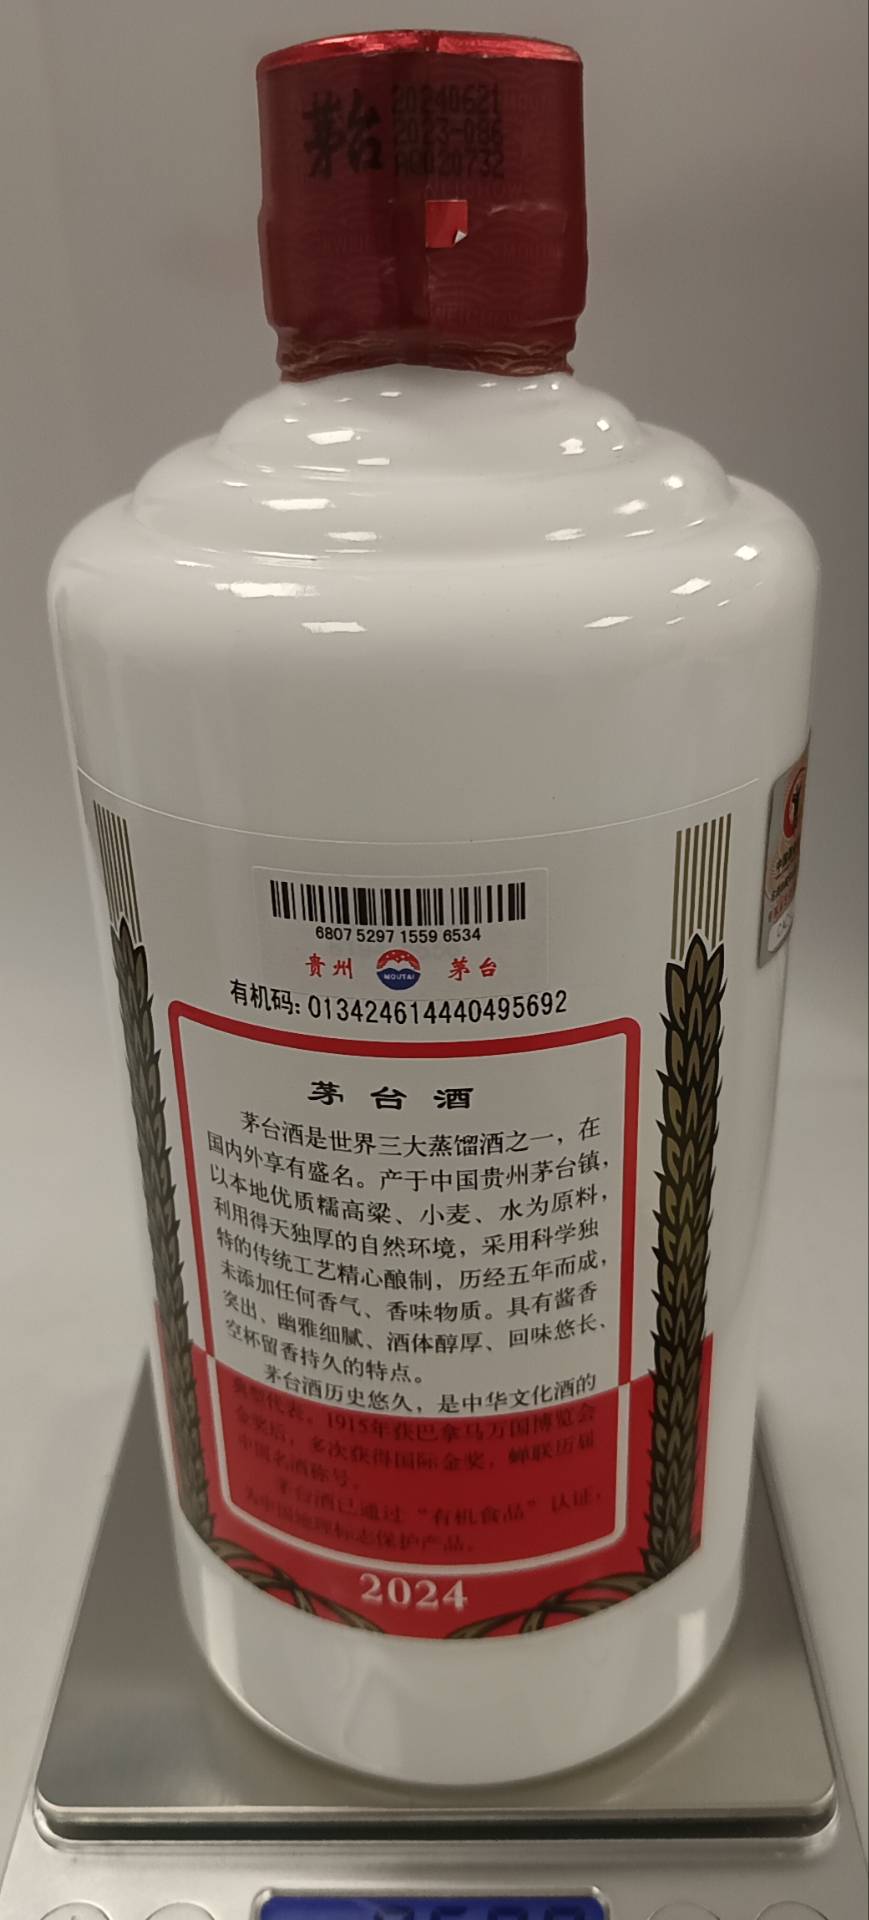 茅台
20240621
2023-086
6807 5297 1559 6534
贵州
MOUTAI
茅台
有机码：013424614440495692
茅台酒
茅台酒是世界三大蒸馏酒之一，在
国内外享有盛名。产于中国贵州茅台镇，
以本地优质糯高粱、小麦、水为原料，
利用得天独厚的自然环境，采用科学独
特的传统工艺精心酿制，历经五年而成，
未添加任何香气、香味物质。具有酱香
突出、幽雅细腻、酒体醇厚、回味悠长、
空杯留香持久的特点。
茅台酒历史悠久，是中华文化酒的
典型代表。1915年获巴拿马万国博览会
金奖后，多次获得国际金奖，蝉联历届
中国名酒称号。
茅台酒已通过“有机食品”认证，
为中国地理标志保护产品。
2024